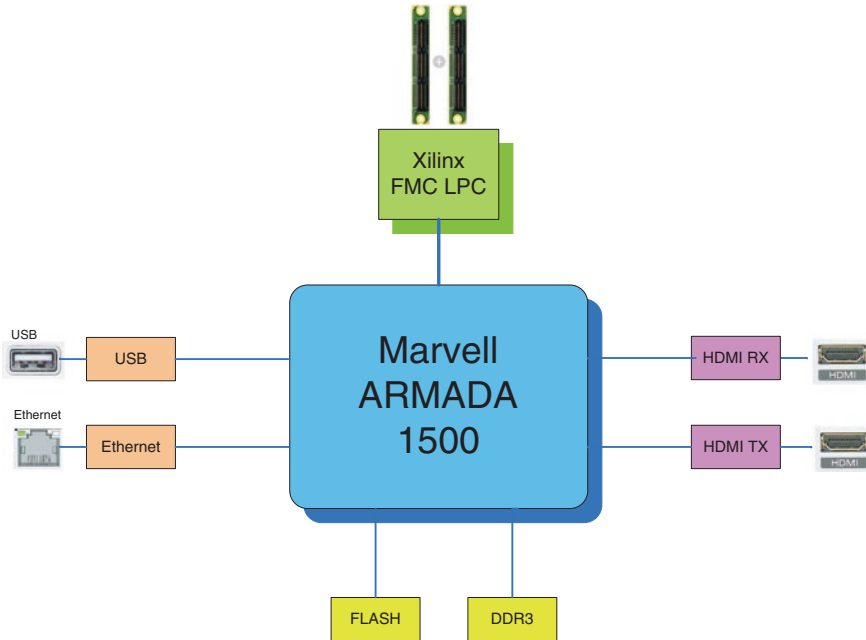 Xilinx
FMC LPC
USB
USB
Marvell
ARMADA
1500
HDMI RX
HDMI
Ethernet
Ethernet
HDMI TX
HDMI
FLASH
DDR3